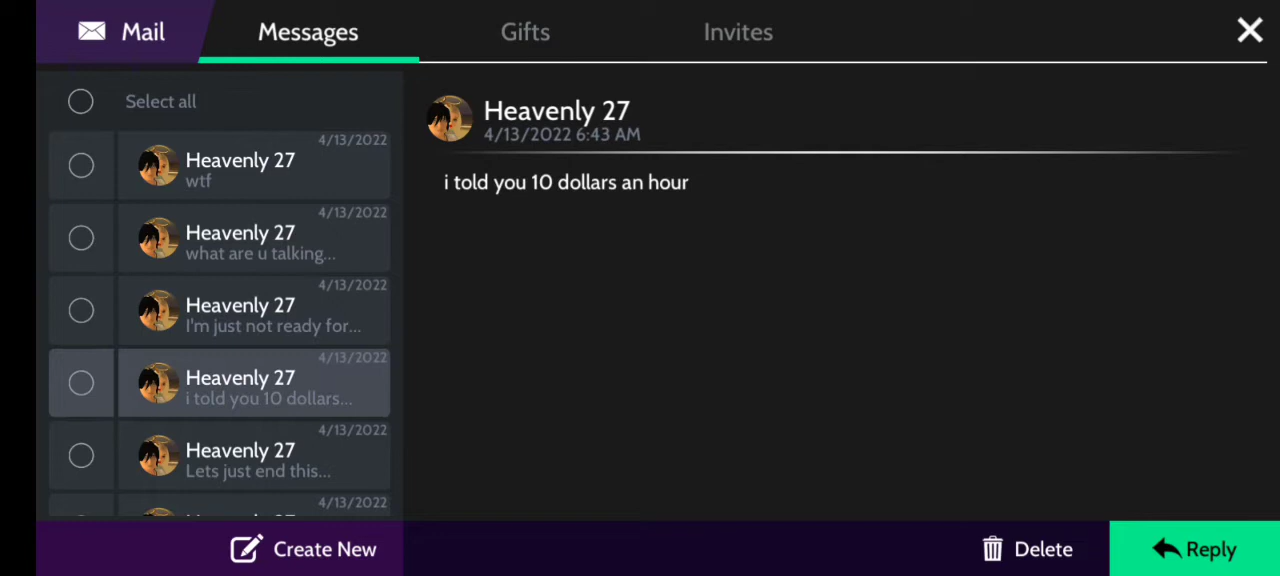 Mail
Messages
Gifts
Invites
Select all
4/13/2022
Heavenly 27
wtf
4/13/2022
Heavenly 27
what are u talking...
4/13/2022
Heavenly 27
I'm just not ready for...
4/13/2022
Heavenly 27
i told you 10 dollars...
4/13/2022
Heavenly 27
Lets just end this...
4/13/2022
Create New
Heavenly 27
4/13/2022 6:43 AM
i told you 10 dollars an hour
Delete
Reply